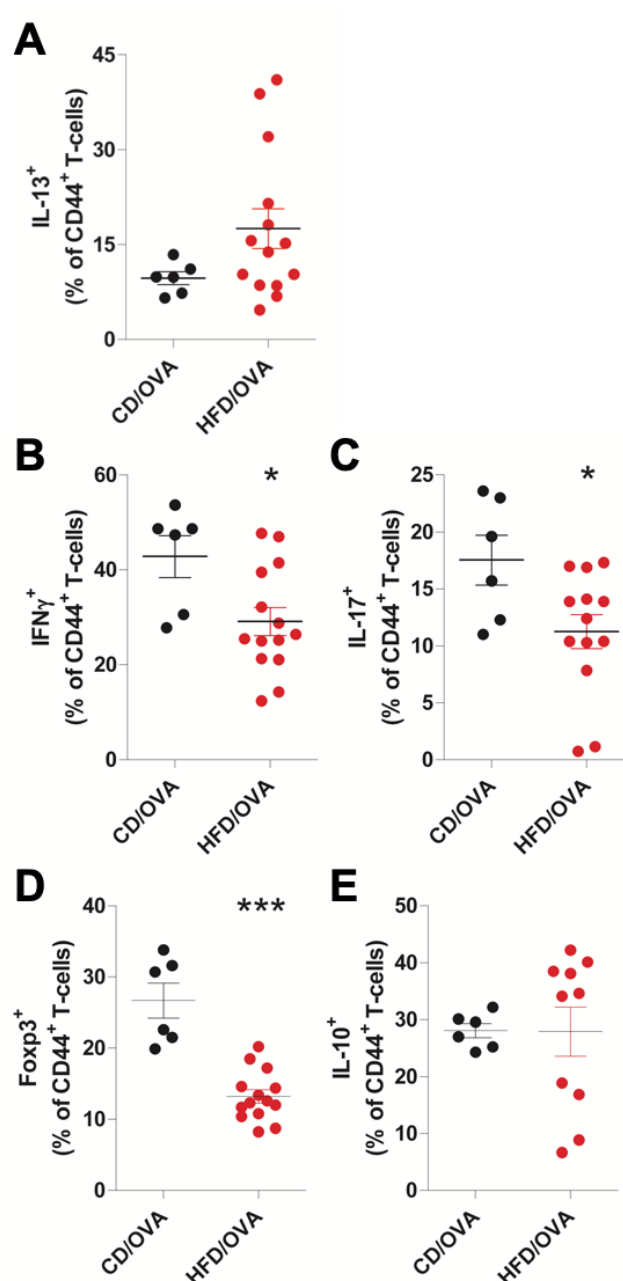 A
IL-13⁺
(% of CD44⁺ T-cells)
45
30
15
0
CD/OVA
HFD/OVA
B
IFNγ⁺
(% of CD44⁺ T-cells)
60
40
20
0
*
CD/OVA
HFD/OVA
C
IL-17⁺
(% of CD44⁺ T-cells)
25
20
15
10
5
0
*
CD/OVA
HFD/OVA
D
Foxp3⁺
(% of CD44⁺ T-cells)
40
30
20
10
0
***
CD/OVA
HFD/OVA
E
IL-10⁺
(% of CD44⁺ T-cells)
50
40
30
20
10
0
CD/OVA
HFD/OVA